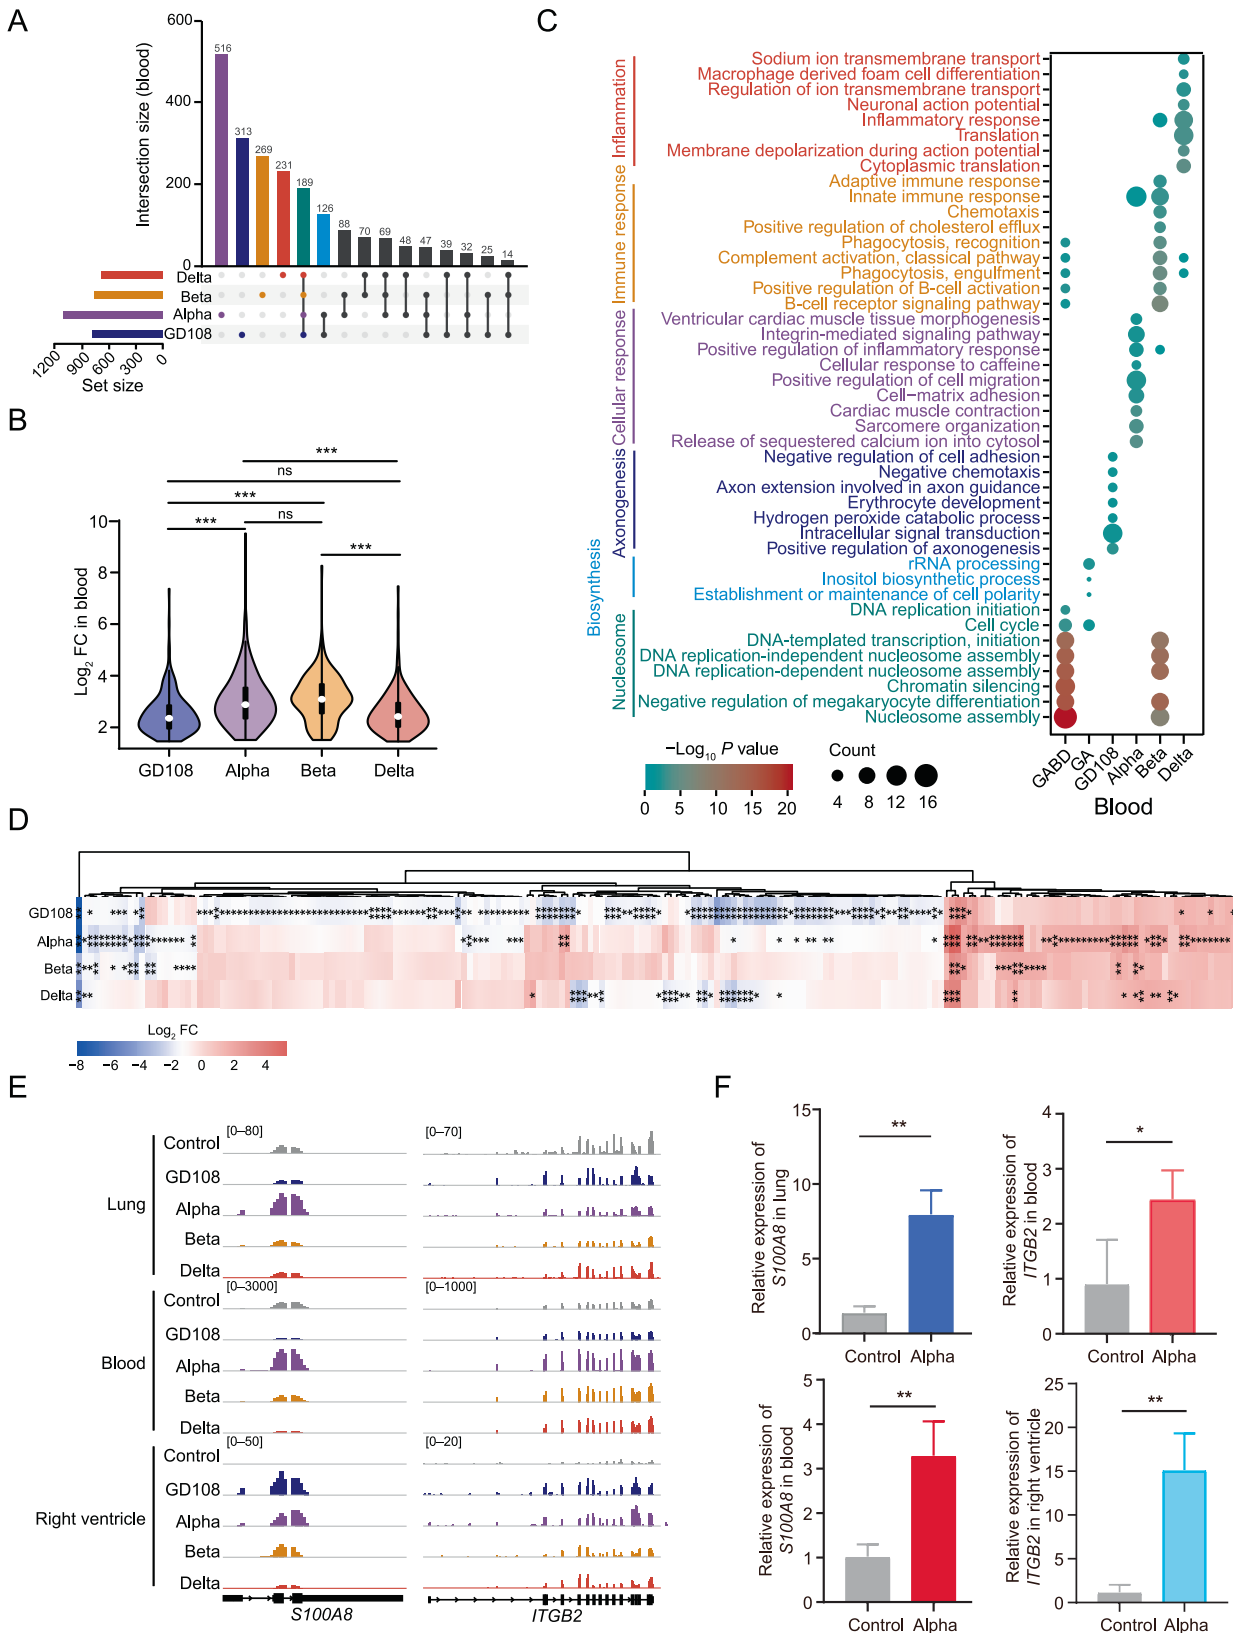 A
Intersection size (blood)
600
400
200
0
516
313
269
231
189
126
88
70
69
48
47
39
32
25
14
Delta
Beta
Alpha
GD108
1200
900
600
300
0
Set size
B
Log2 FC in blood
10
8
6
4
2
***
ns
***
***
ns
***
GD108
Alpha
Beta
Delta
C
Inflammation
Sodium ion transmembrane transport
Macrophage derived foam cell differentiation
Regulation of ion transmembrane transport
Neuronal action potential
Inflammatory response
Translation
Membrane depolarization during action potential
Cytoplasmic translation
Immune response
Adaptive immune response
Innate immune response
Chemotaxis
Positive regulation of cholesterol efflux
Phagocytosis, recognition
Complement activation, classical pathway
Phagocytosis, engulfment
Positive regulation of B-cell activation
B-cell receptor signaling pathway
Cellular response
Ventricular cardiac muscle tissue morphogenesis
Integrin-mediated signaling pathway
Positive regulation of inflammatory response
Cellular response to caffeine
Positive regulation of cell migration
Cell−matrix adhesion
Cardiac muscle contraction
Sarcomere organization
Release of sequestered calcium ion into cytosol
Axonogenesis
Negative regulation of cell adhesion
Negative chemotaxis
Axon extension involved in axon guidance
Erythrocyte development
Hydrogen peroxide catabolic process
Intracellular signal transduction
Positive regulation of axonogenesis
Biosynthesis
rRNA processing
Inositol biosynthetic process
Establishment or maintenance of cell polarity
Nucleosome
DNA replication initiation
Cell cycle
DNA-templated transcription, initiation
DNA replication-independent nucleosome assembly
DNA replication-dependent nucleosome assembly
Chromatin silencing
Negative regulation of megakaryocyte differentiation
Nucleosome assembly
GABD
GA
GD108
Alpha
Beta
Delta
Blood
−Log10 P value
0 5 10 15 20
Count
4 8 12 16
D
GD108
Alpha
Beta
Delta
Log2 FC
−8 −6 −4 −2 0 2 4
E
Lung
Control
GD108
Alpha
Beta
Delta
[0–80]
[0–70]
Blood
Control
GD108
Alpha
Beta
Delta
[0–3000]
[0–1000]
Right ventricle
Control
GD108
Alpha
Beta
Delta
[0–50]
[0–20]
S100A8
ITGB2
F
Relative expression of
S100A8 in lung
15
10
5
0
**
Control Alpha
Relative expression of
ITGB2 in blood
4
3
2
1
0
*
Control Alpha
Relative expression of
S100A8 in blood
5
4
3
2
1
0
**
Control Alpha
Relative expression of
ITGB2 in right ventricle
25
20
15
10
5
0
**
Control Alpha